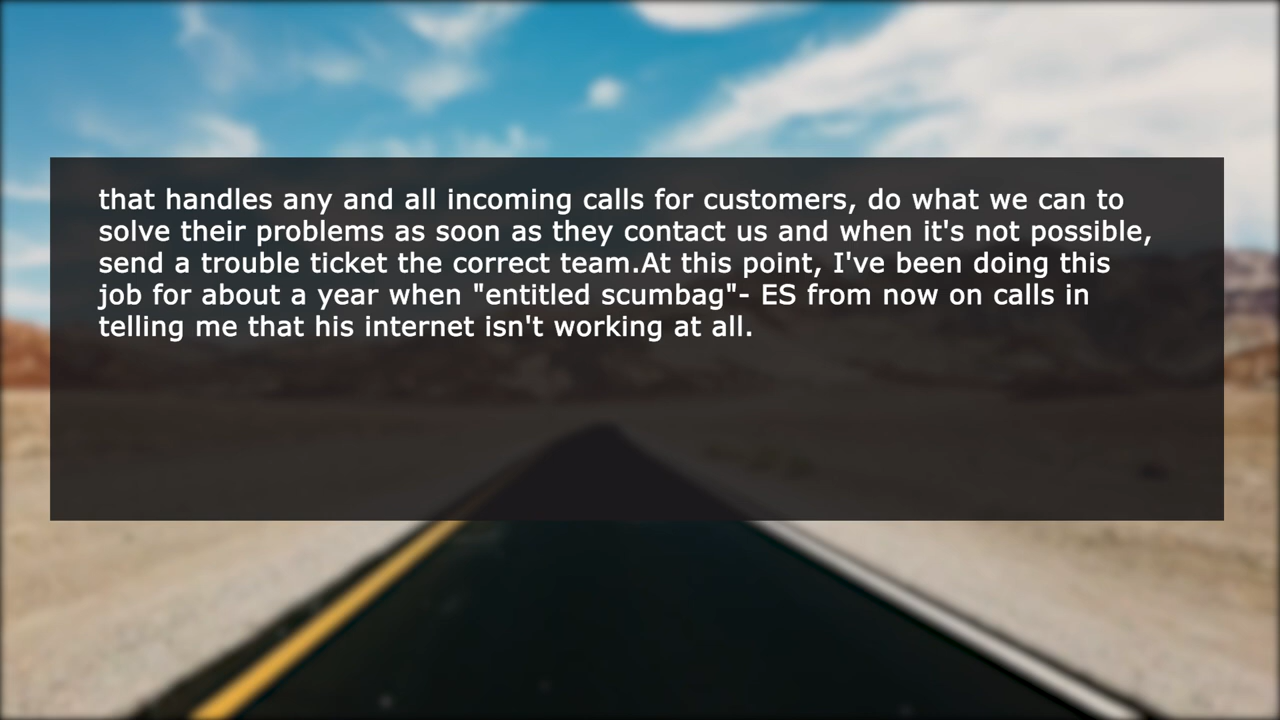 that handles any and all incoming calls for customers, do what we can to
solve their problems as soon as they contact us and when it's not possible,
send a trouble ticket the correct team.At this point, I've been doing this
job for about a year when "entitled scumbag"- ES from now on calls in
telling me that his internet isn't working at all.